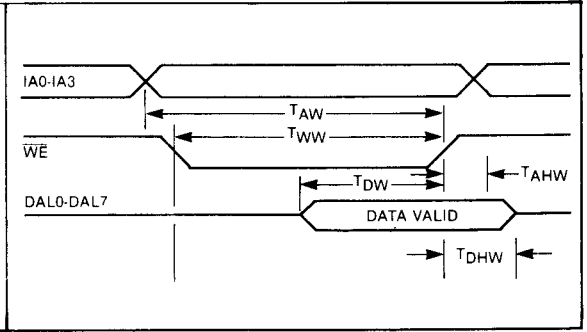 IA0-IA3
TAW
TWW
WE
TDW
TAHW
DAL0-DAL7
DATA VALID
TDHW